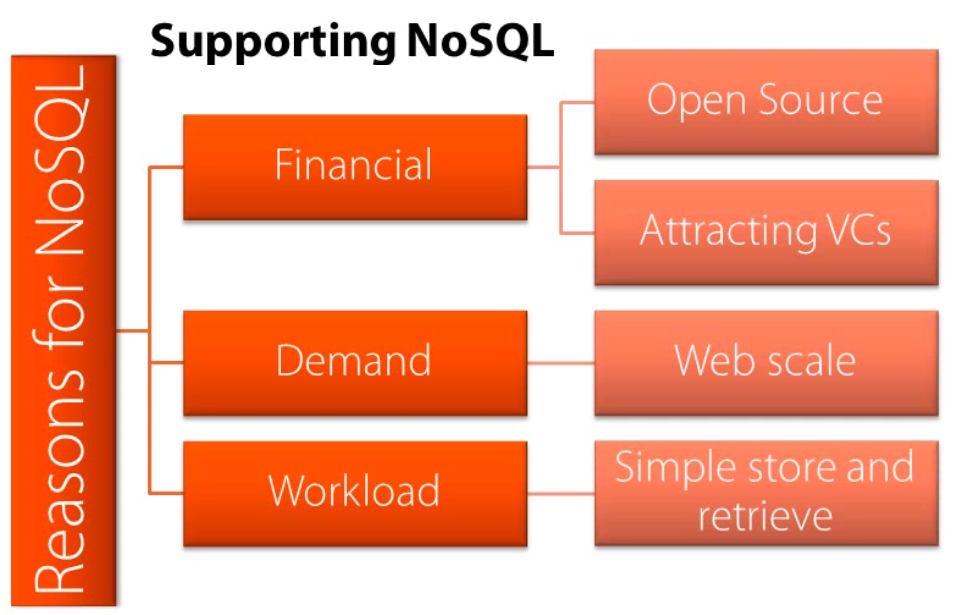 Supporting NoSQL
Reasons for NoSQL
Financial
Open Source
Attracting VCs
Demand
Web scale
Workload
Simple store and
retrieve